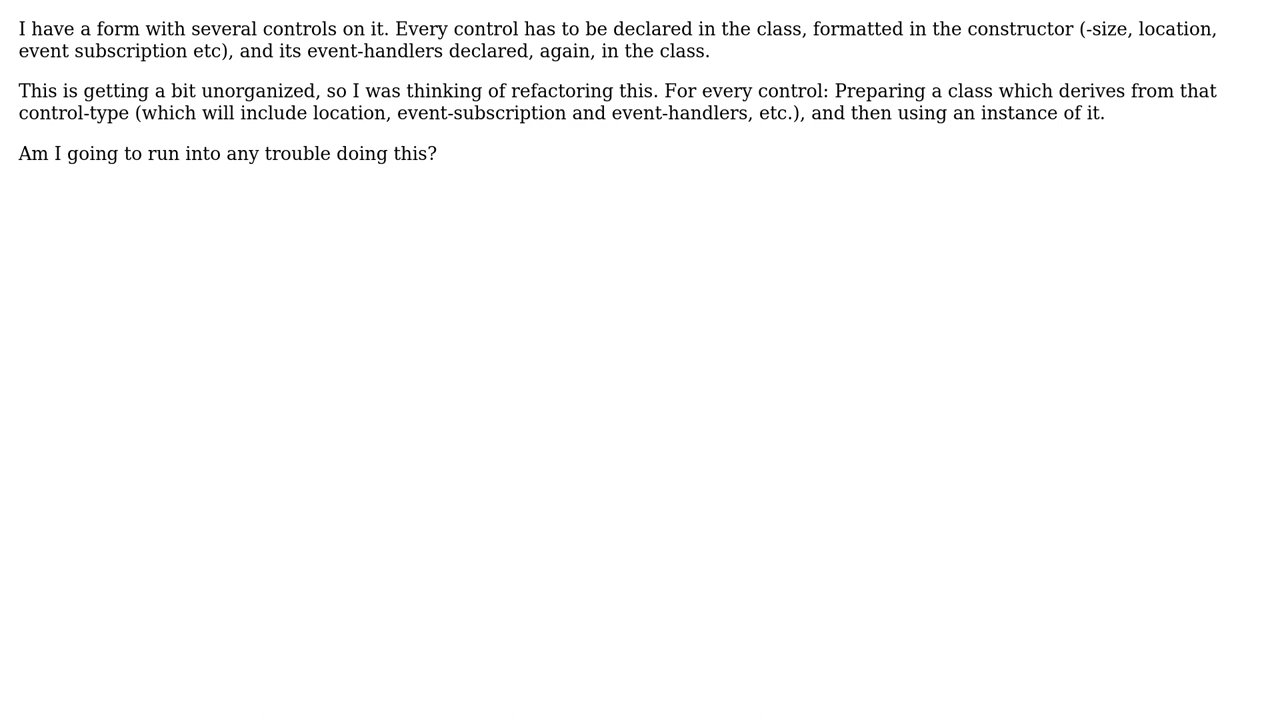 I have a form with several controls on it. Every control has to be declared in the class, formatted in the constructor (-size, location,
event subscription etc), and its event-handlers declared, again, in the class.
This is getting a bit unorganized, so I was thinking of refactoring this. For every control: Preparing a class which derives from that
control-type (which will include location, event-subscription and event-handlers, etc.), and then using an instance of it.
Am I going to run into any trouble doing this?